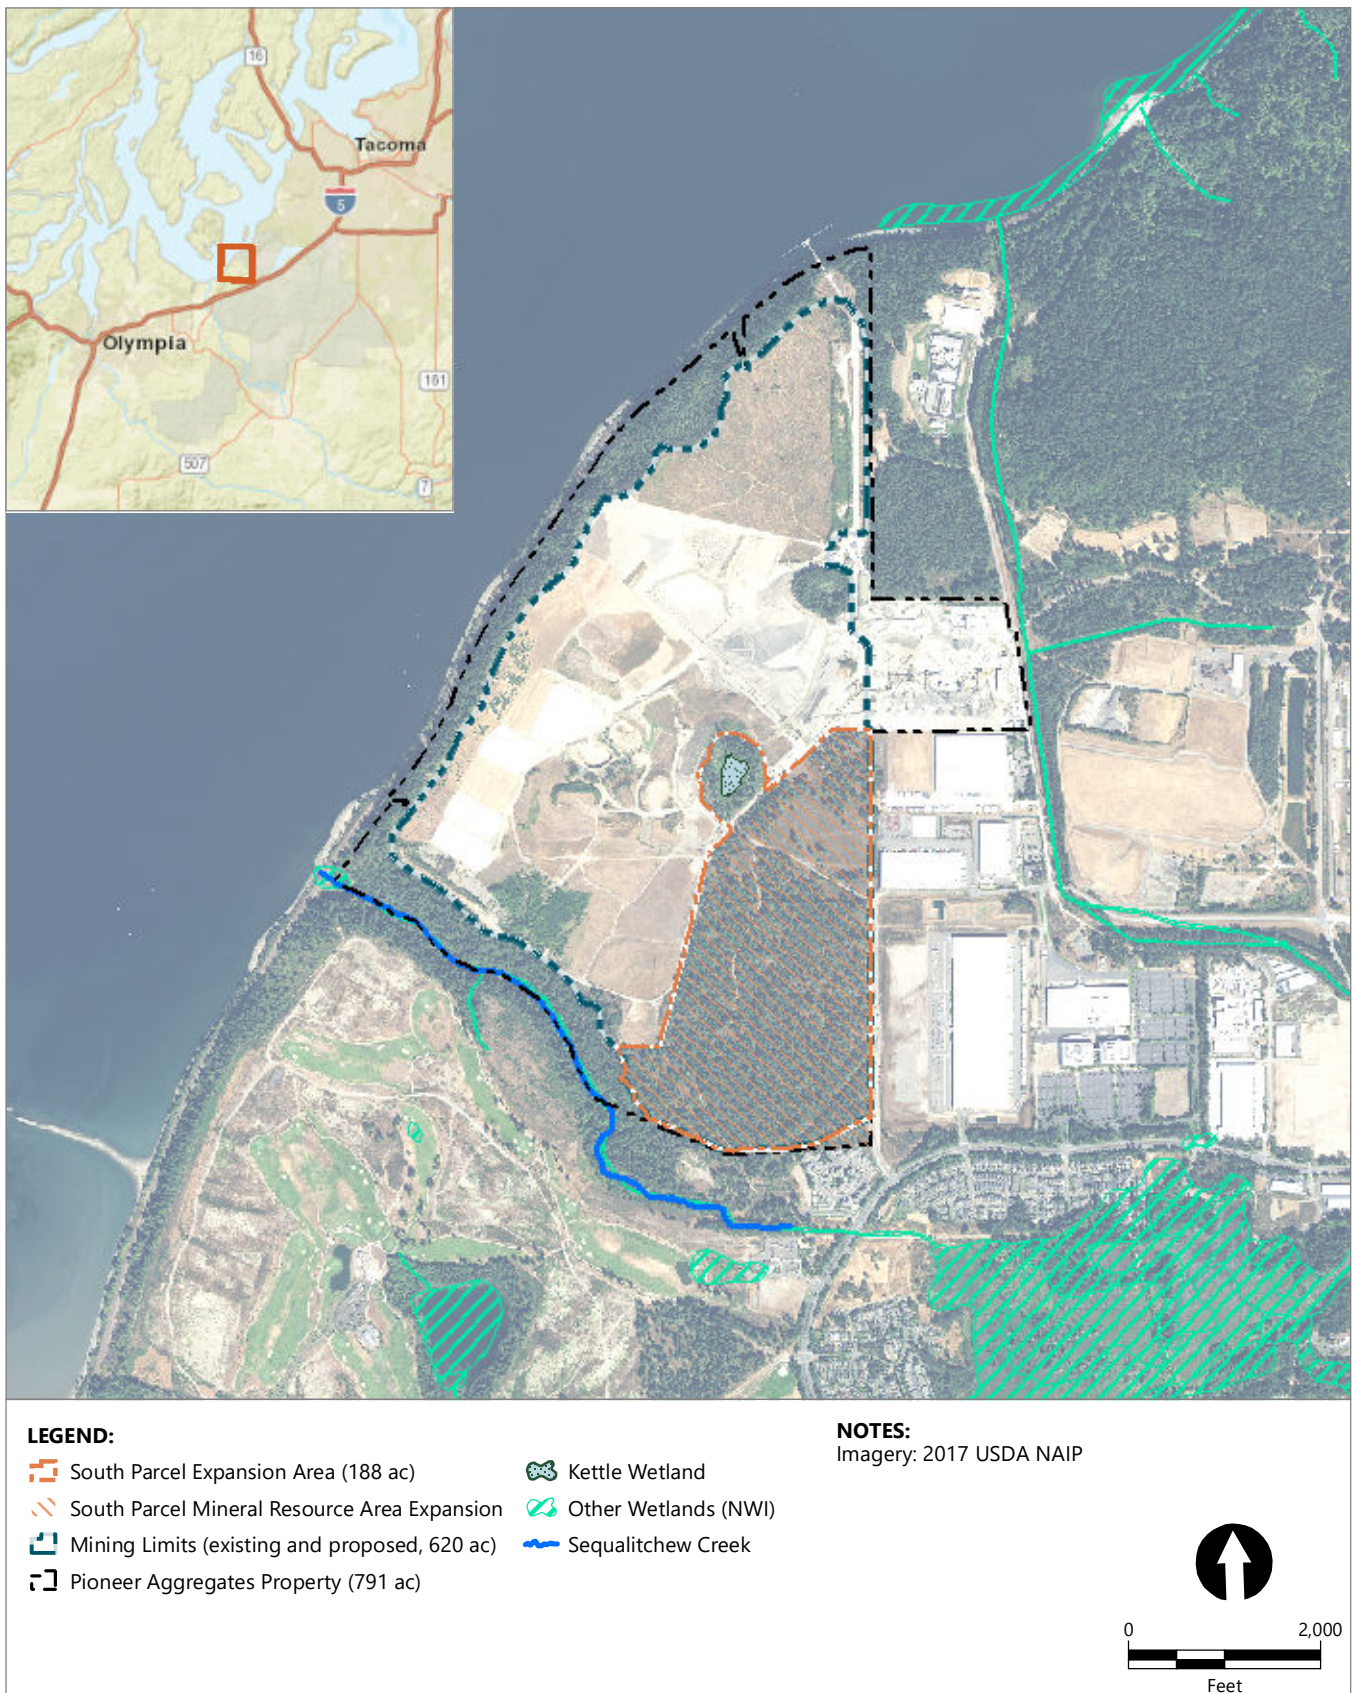 16
Tacoma
5
Olympia
161
507
7
LEGEND:
South Parcel Expansion Area (188 ac)
South Parcel Mineral Resource Area Expansion
Mining Limits (existing and proposed, 620 ac)
Pioneer Aggregates Property (791 ac)
Kettle Wetland
Other Wetlands (NWI)
Sequalitchew Creek
NOTES:
Imagery: 2017 USDA NAIP
0 2,000
Feet